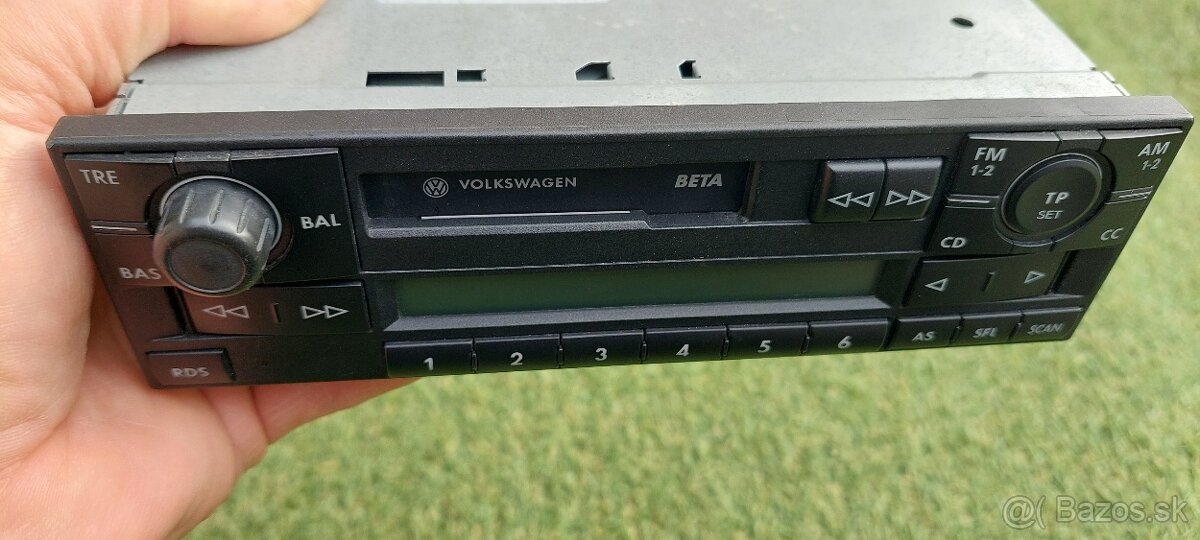 TRE
BAL
BAS
RDS
VOLKSWAGEN BETA
1 2 3 4 5 6
FM
1-2
AM
1-2
TP
SET
CD
CC
AS SFL SCAN
@( Bazos.sk